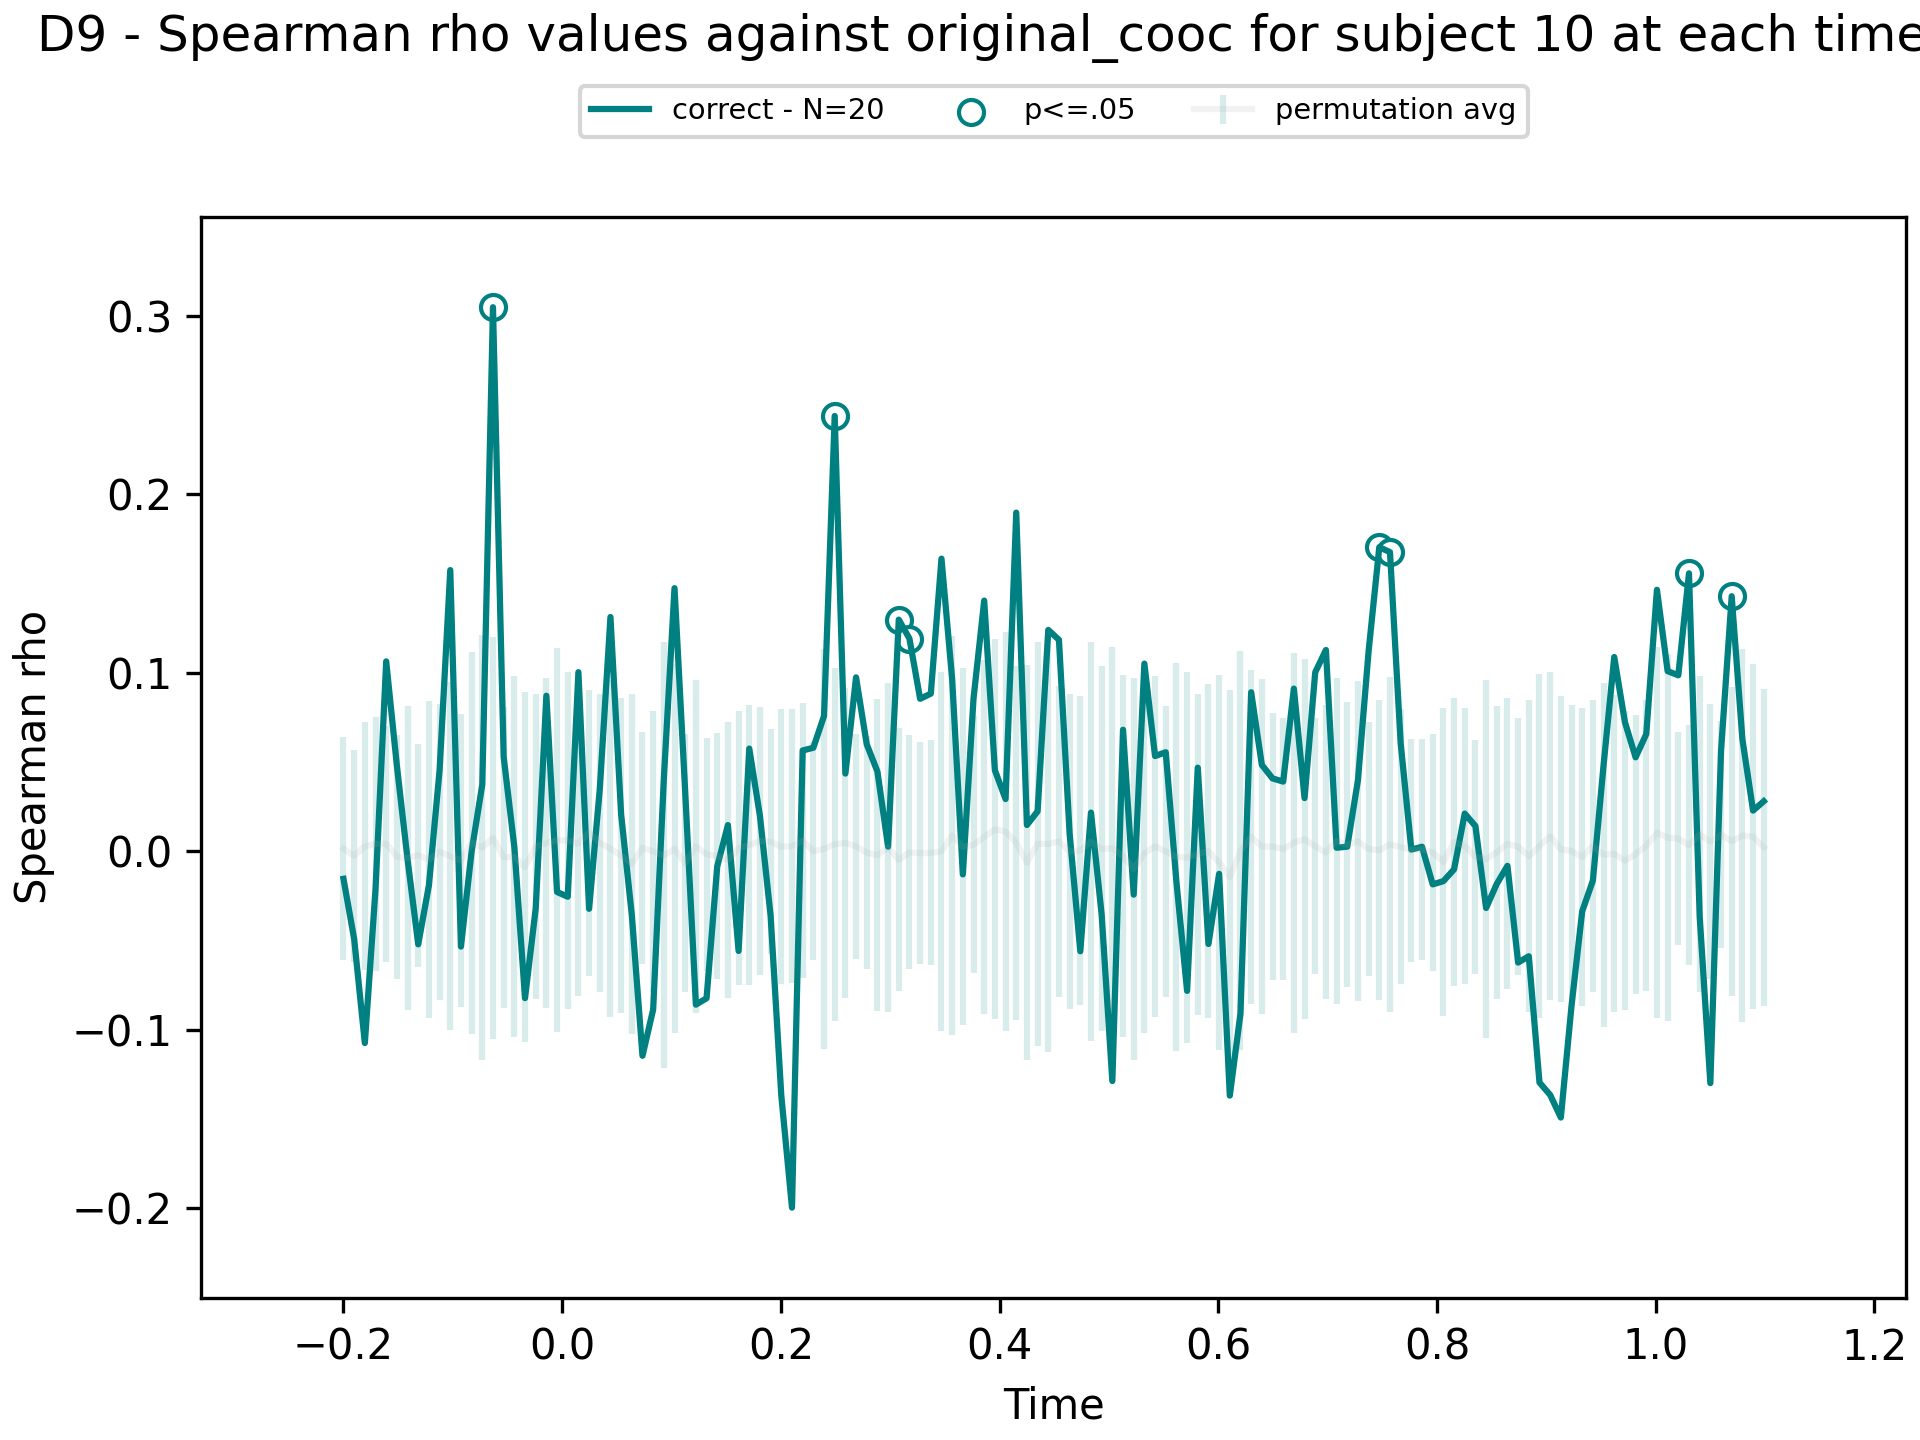 D9 - Spearman rho values against original_cooc for subject 10 at each time
correct - N=20 p<=.05 permutation avg
Spearman rho
0.3
0.2
0.1
0.0
−0.1
−0.2
−0.2 0.0 0.2 0.4 0.6 0.8 1.0 1.2
Time